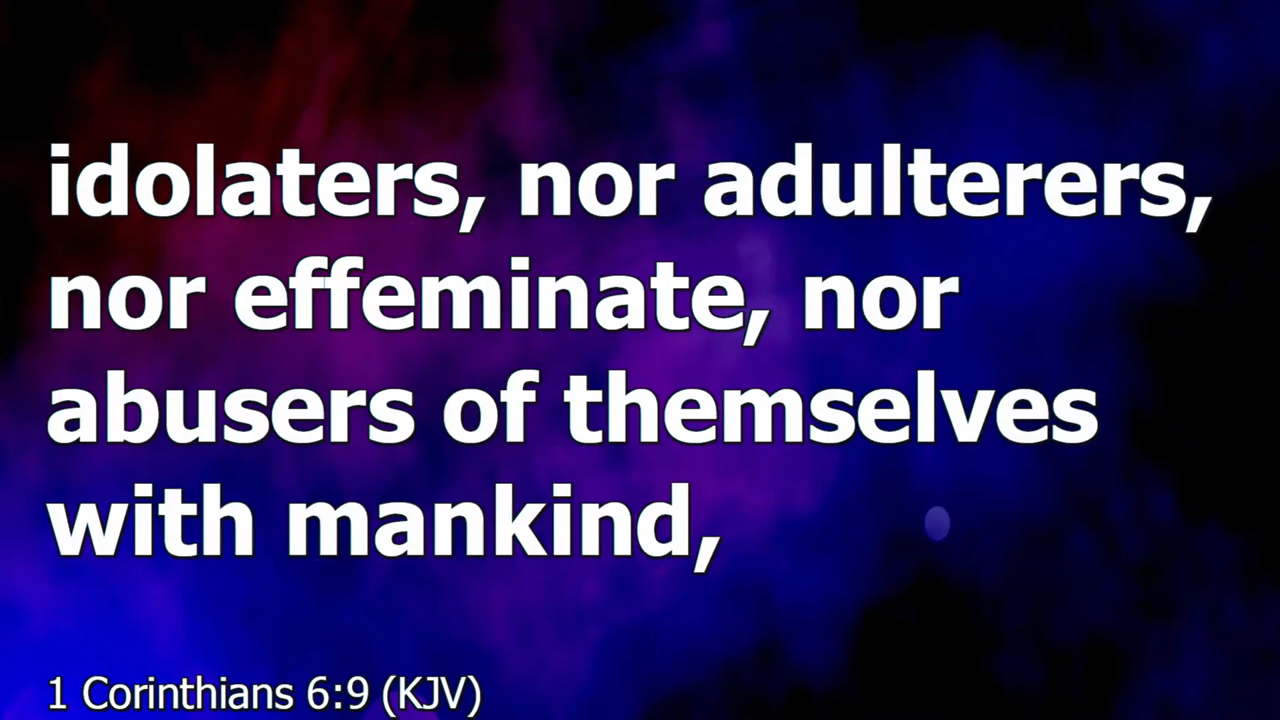 idolaters, nor adulterers,
nor effeminate, nor
abusers of themselves
with mankind,
1 Corinthians 6:9 (KJV)